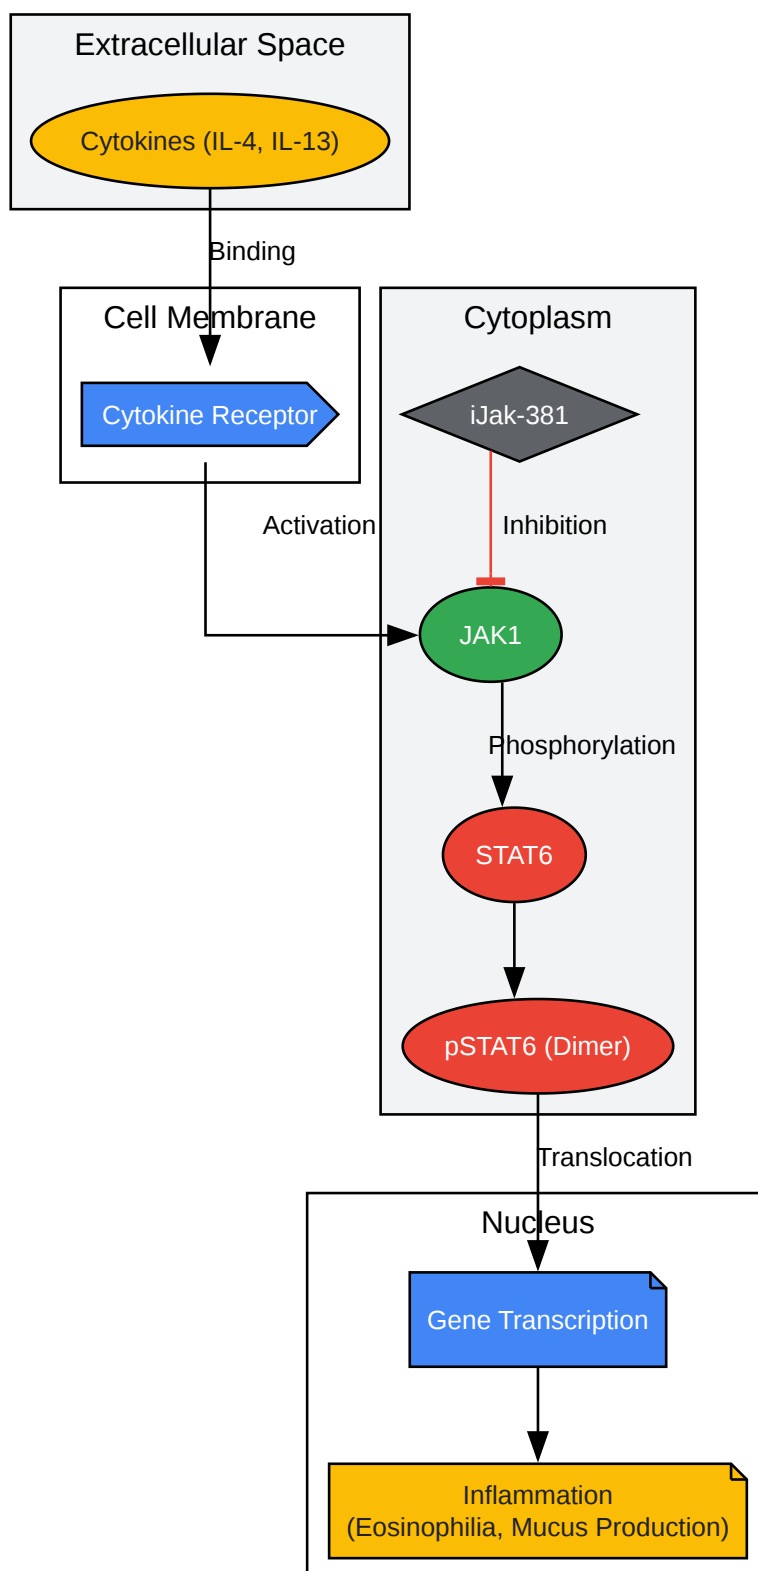 Extracellular Space
Cytokines (IL-4, IL-13)
Binding
Cell Membrane
Cytoplasm
Cytokine Receptor
iJak-381
Activation
Inhibition
JAK1
Phosphorylation
STAT6
pSTAT6 (Dimer)
Translocation
Nucleus
Gene Transcription
Inflammation
(Eosinophilia, Mucus Production)